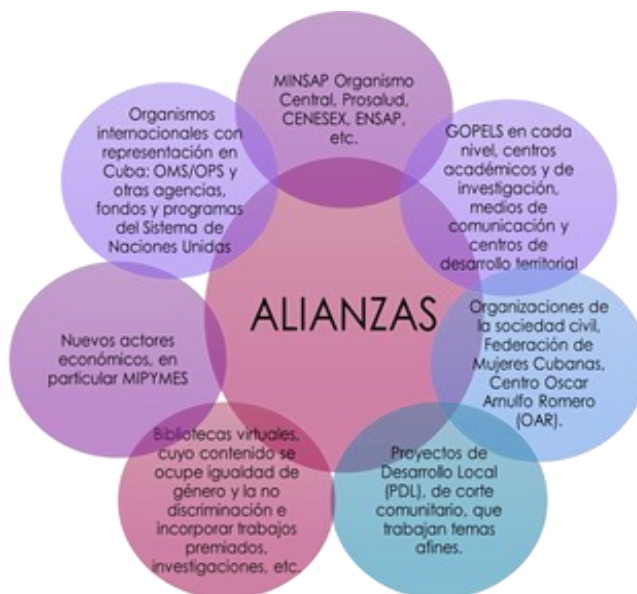 MINSAP Organismo
Central, Prosalud,
CENESEX, ENSAP,
etc.
GOPELS en cada
nivel, centros
académicos y de
investigación,
medios de
comunicación y
centros de
desarrollo territorial
Organizaciones de
la sociedad civil,
Federación de
Mujeres Cubanas,
Centro Oscar
Arnulfo Romero
(OAR).
Proyectos de
Desarrollo Local
(PDL), de corte
comunitario, que
trabajan temas
afines.
Bibliotecas virtuales,
cuyo contenido se
ocupe igualdad de
género y la no
discriminación e
incorporar trabajos
premiados,
investigaciones, etc.
Nuevos actores
económicos, en
particular MIPYMES
Organismos
internacionales con
representación en
Cuba: OMS/OPS y
otras agencias,
fondos y programas
del Sistema de
Naciones Unidas
ALIANZAS